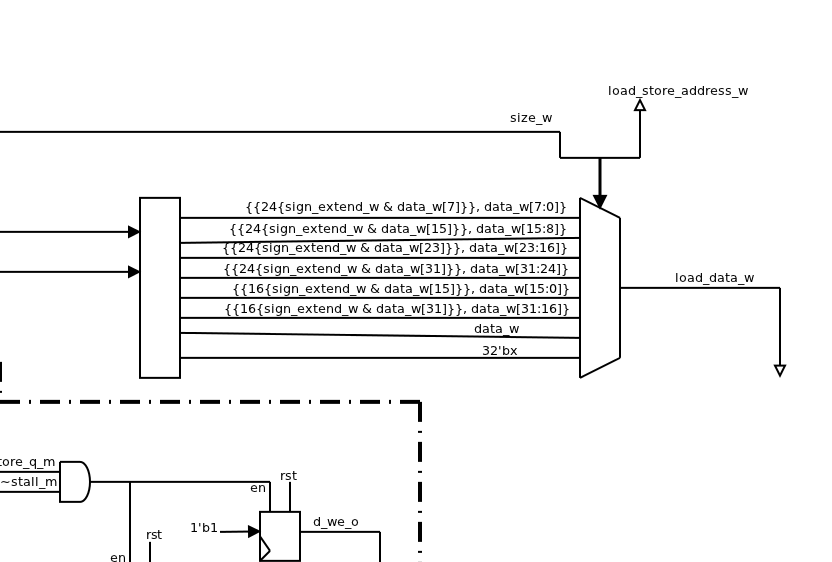 load_store_address_w
size_w
{{24{sign_extend_w & data_w[7]}}, data_w[7:0]}
{{24{sign_extend_w & data_w[15]}}, data_w[15:8]}
{{24{sign_extend_w & data_w[23]}}, data_w[23:16]}
{{24{sign_extend_w & data_w[31]}}, data_w[31:24]}
load_data_w
{{16{sign_extend_w & data_w[15]}}, data_w[15:0]}
{{16{sign_extend_w & data_w[31]}}, data_w[31:16]}
data_w
32'bx
tore_q_m
~stall_m
rst
en
1'b1
d_we_o
rst
en